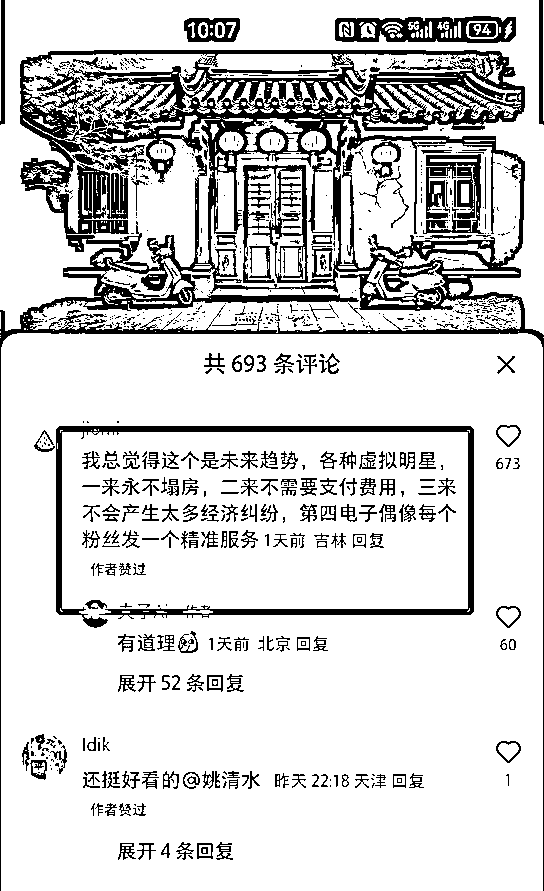 10:07
5G 4G 94
共 693 条评论
我总觉得这个是未来趋势，各种虚拟明星，
673
一来永不塌房，二来不需要支付费用，三来
不会产生太多经济纠纷，第四电子偶像每个
粉丝发一个精准服务 1天前 吉林 回复
作者赞过
有道理 1天前 北京 回复
60
展开 52 条回复
Idik
还挺好看的@姚清水 昨天 22:18 天津 回复
1
作者赞过
展开 4 条回复